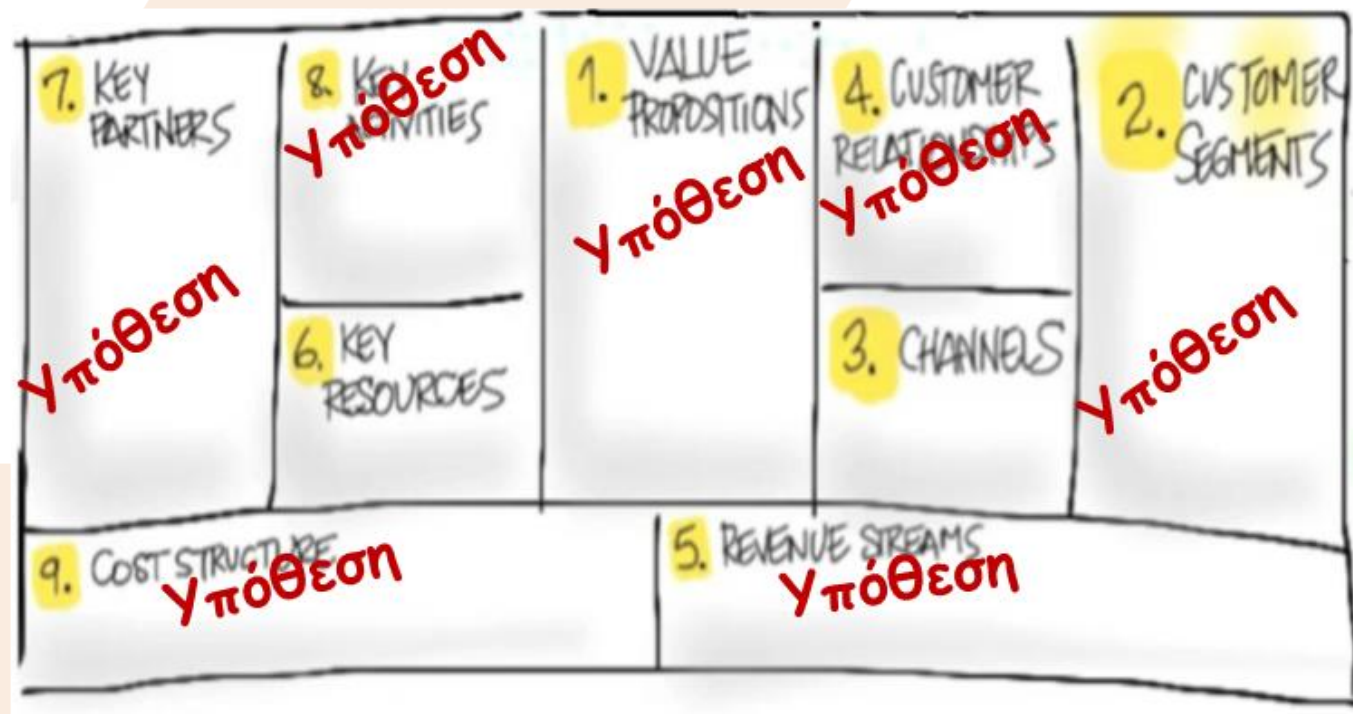 7. KEY
PARTNERS
Υπόθεση
8. KEY
ACTIVITIES
Υπόθεση
6. KEY
RESOURCES
1. VALUE
PROPOSITIONS
Υπόθεση
4. CUSTOMER
RELATIONSHIPS
Υπόθεση
3. CHANNELS
2. CUSTOMER
SEGMENTS
Υπόθεση
9. COST STRUCTURE
Υπόθεση
5. REVENUE STREAMS
Υπόθεση